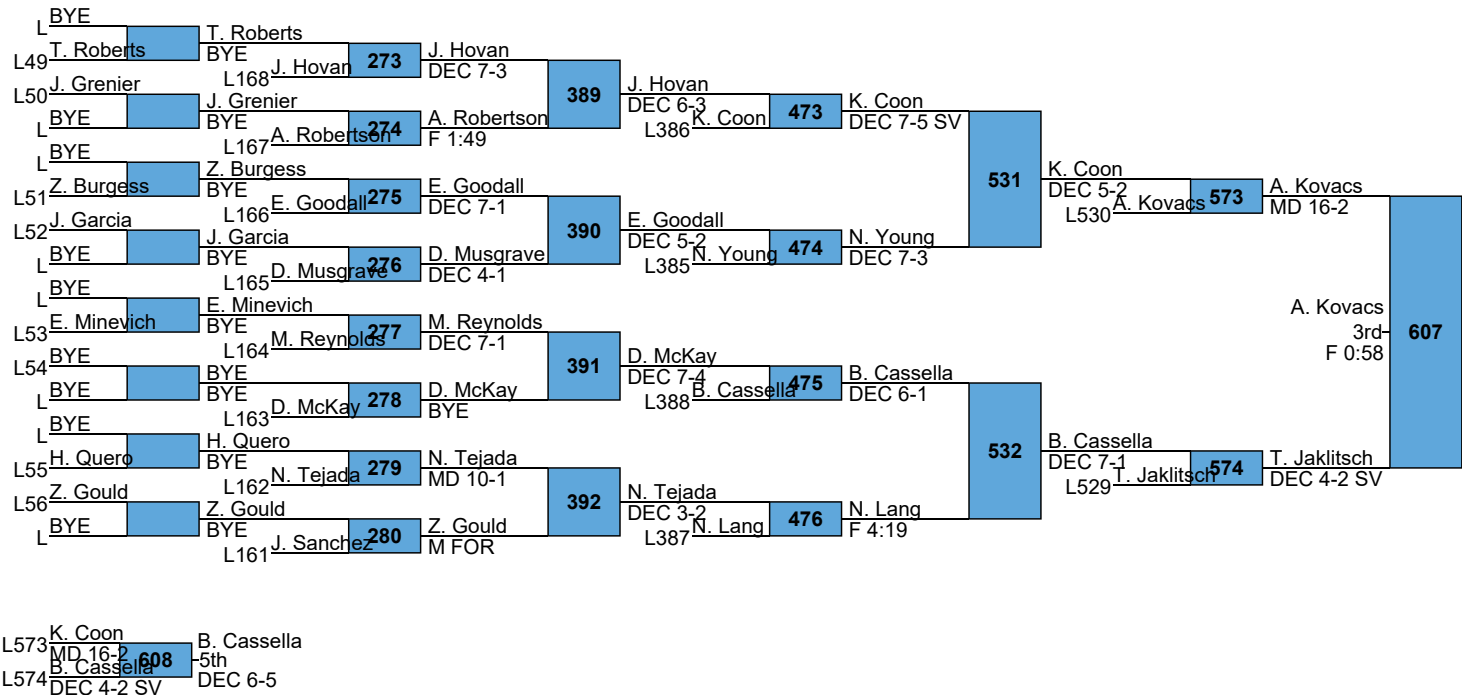 BYE
L
T. Roberts
L49
T. Roberts
BYE
J. Hovan
L168
273
J. Hovan
DEC 7-3
J. Grenier
L50
BYE
L
J. Grenier
BYE
A. Robertson
L167
274
A. Robertson
F 1:49
389
J. Hovan
DEC 6-3
K. Coon
L386
473
K. Coon
DEC 7-5 SV
BYE
L
Z. Burgess
L51
Z. Burgess
BYE
E. Goodall
L166
275
E. Goodall
DEC 7-1
J. Garcia
L52
BYE
L
J. Garcia
BYE
D. Musgrave
L165
276
D. Musgrave
DEC 4-1
390
E. Goodall
DEC 5-2
N. Young
L385
474
N. Young
DEC 7-3
531
K. Coon
DEC 5-2
A. Kovacs
L530
573
A. Kovacs
MD 16-2
BYE
L
E. Minevich
L53
E. Minevich
BYE
M. Reynolds
L164
277
M. Reynolds
DEC 7-1
BYE
L54
BYE
L
BYE
BYE
D. McKay
L163
278
D. McKay
BYE
391
D. McKay
DEC 7-4
B. Cassella
L388
475
B. Cassella
DEC 6-1
BYE
L
H. Quero
L55
H. Quero
BYE
N. Tejada
L162
279
N. Tejada
MD 10-1
Z. Gould
L56
BYE
L
Z. Gould
BYE
J. Sanchez
L161
280
Z. Gould
M FOR
392
N. Tejada
DEC 3-2
N. Lang
L387
476
N. Lang
F 4:19
532
B. Cassella
DEC 7-1
T. Jaklitsch
L529
574
T. Jaklitsch
DEC 4-2 SV
A. Kovacs
3rd
F 0:58
607
K. Coon
L573
MD 16-2
B. Cassella
L574
DEC 4-2 SV
608
B. Cassella
5th
DEC 6-5